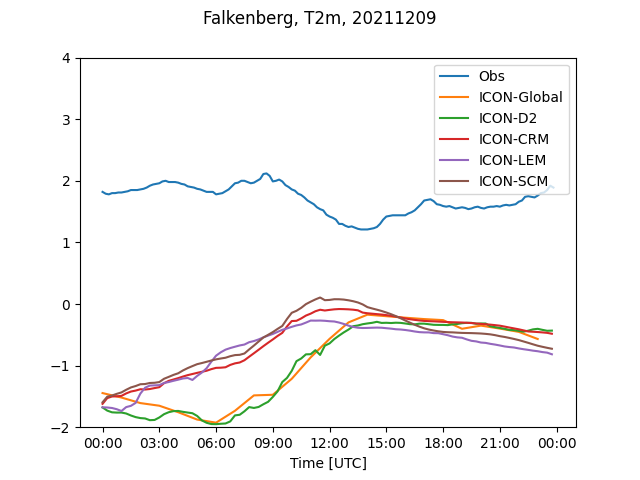 Falkenberg, T2m, 20211209
4
3
2
1
0
−1
−2
Obs
ICON-Global
ICON-D2
ICON-CRM
ICON-LEM
ICON-SCM
00:00 03:00 06:00 09:00 12:00 15:00 18:00 21:00 00:00
Time [UTC]